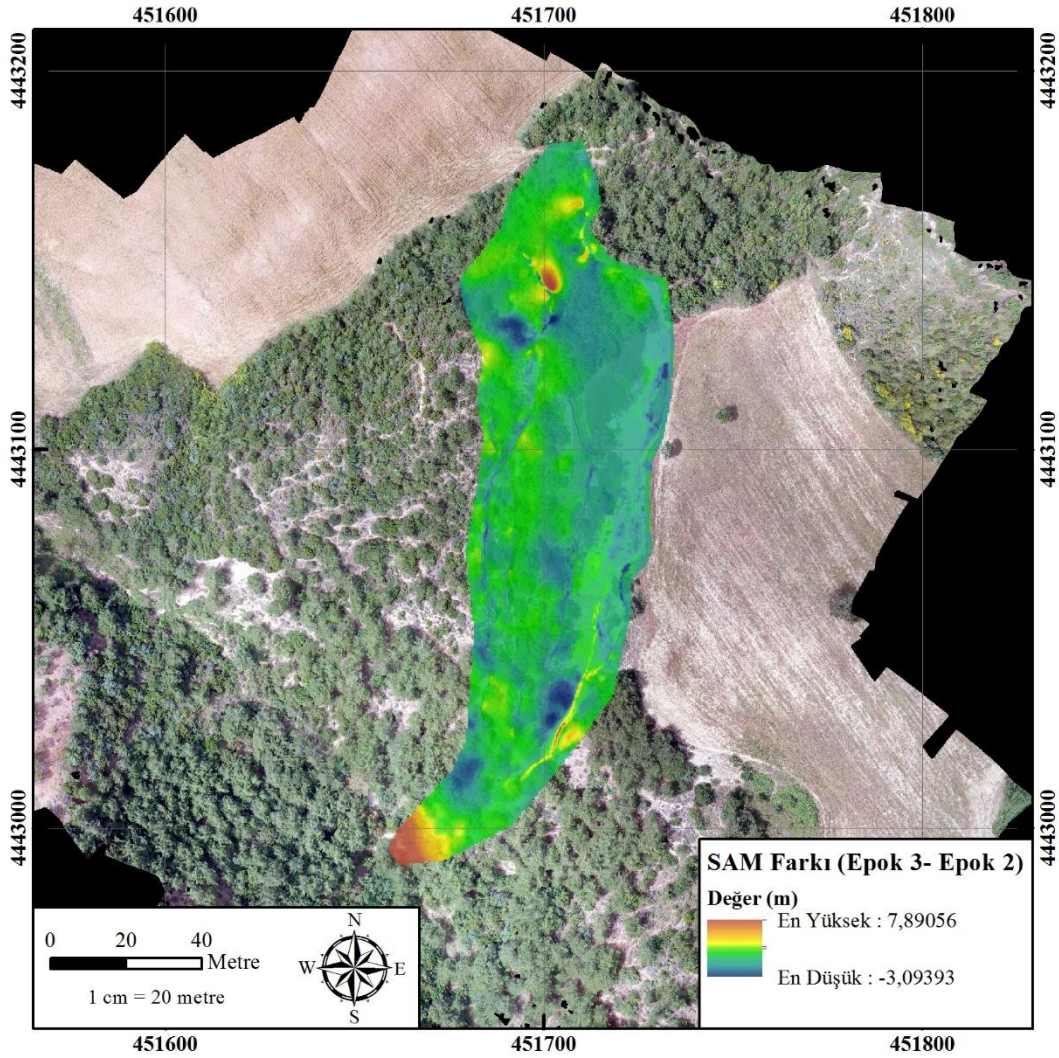 451600 451700 451800
4443200 4443200
4443100 4443100
4443000 4443000
SAM Farkı (Epok 3- Epok 2)
Değer (m)
En Yüksek : 7,89056
En Düşük : -3,09393
0 20 40
Metre
1 cm = 20 metre
N
W E
S
451600 451700 451800